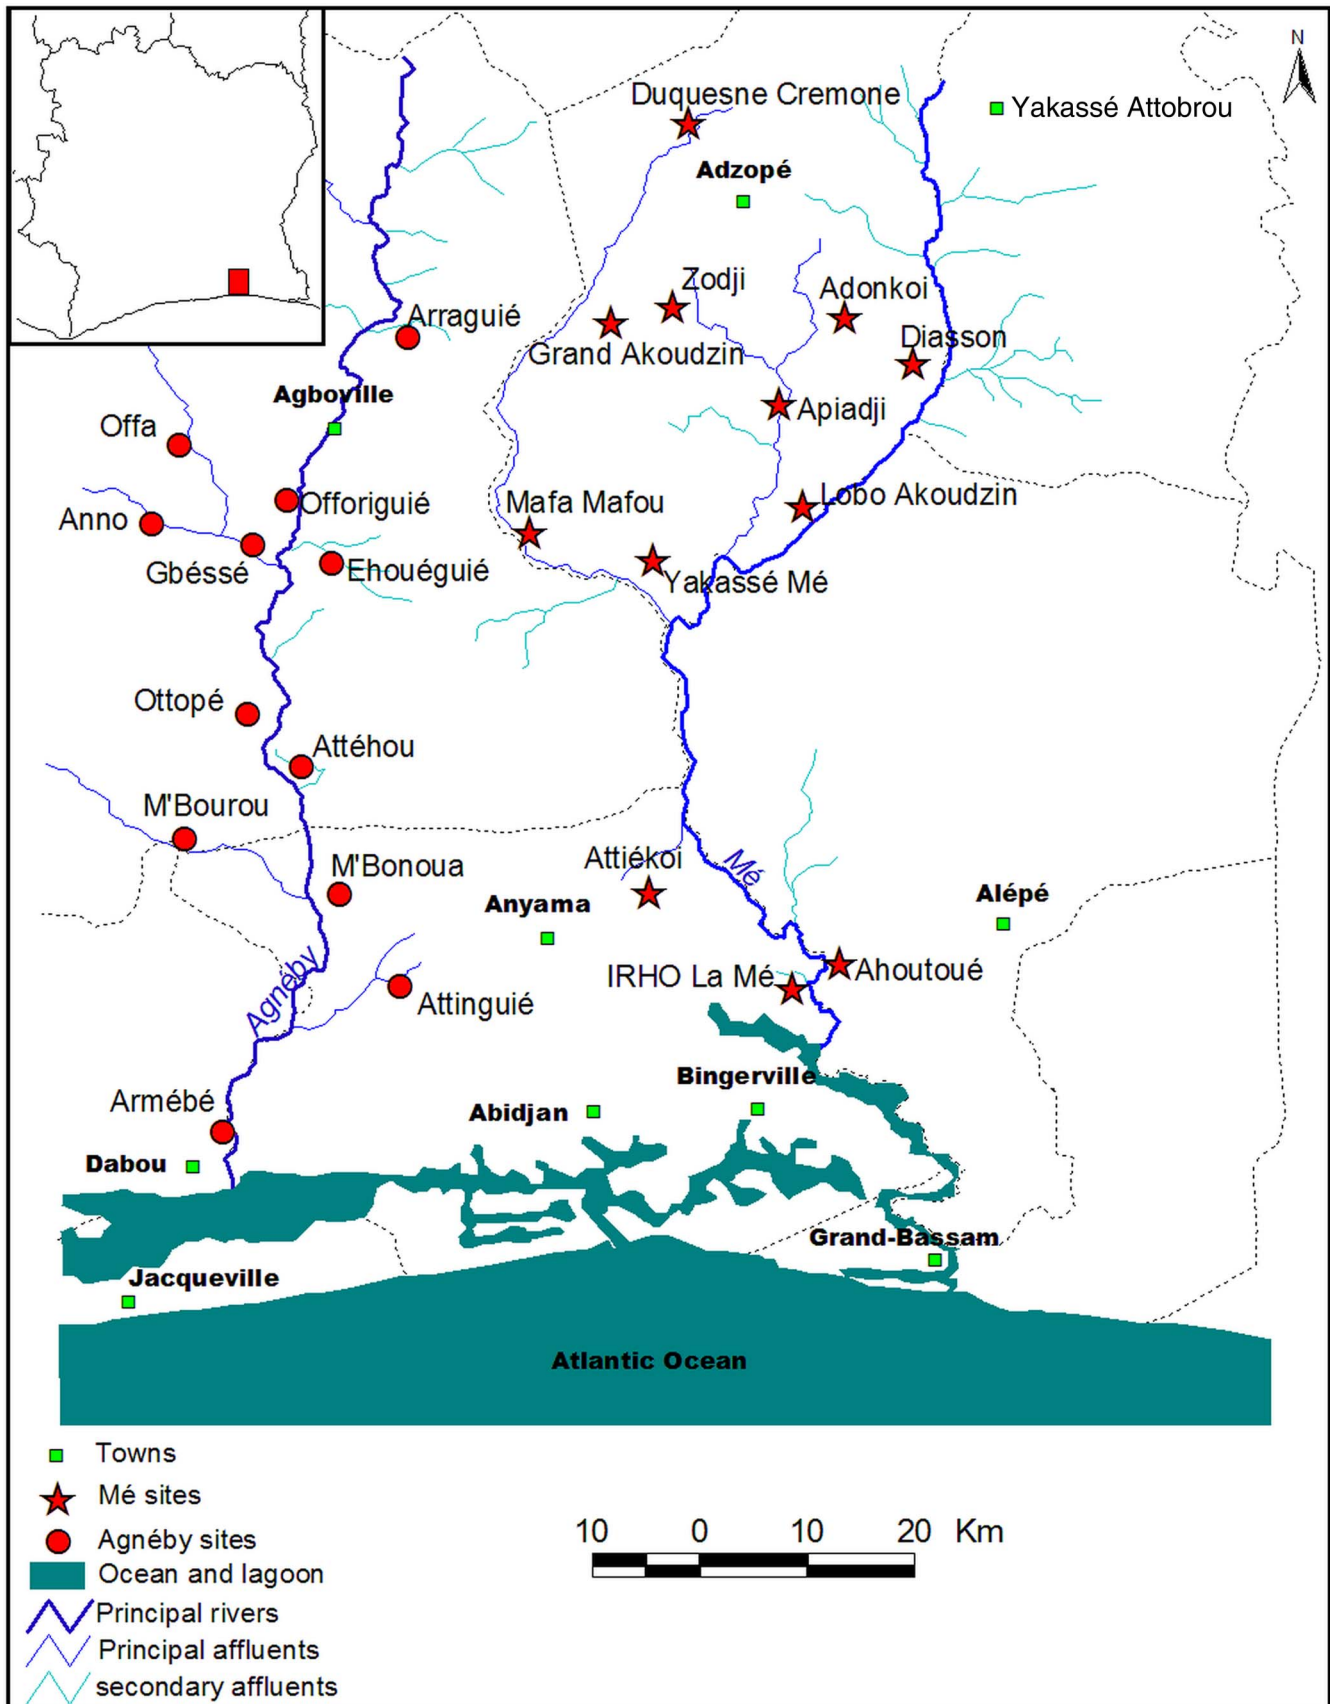 N
Duquesne Cremone
Yakassé Attobrou
Adzopé
Zodji
Adonkoi
Arraguié
Diasson
Grand Akoudzin
Agboville
Apiadji
Offa
Offoriguié
Mafa Mafou
Lobo Akoudzin
Anno
Gbéssé
Ehouéguié
Yakassé Mé
Ottopé
Attéhou
M'Bourou
M'Bonoua
Attiékoi
Mé
Anyama
Alépé
Agnéby
Attinguié
IRHO La Mé
Ahoutoué
Bingerville
Armébé
Abidjan
Dabou
Grand-Bassam
Jacqueville
Atlantic Ocean
Towns
Mé sites
Agnéby sites
Ocean and lagoon
Principal rivers
Principal affluents
secondary affluents
10 0 10 20 Km